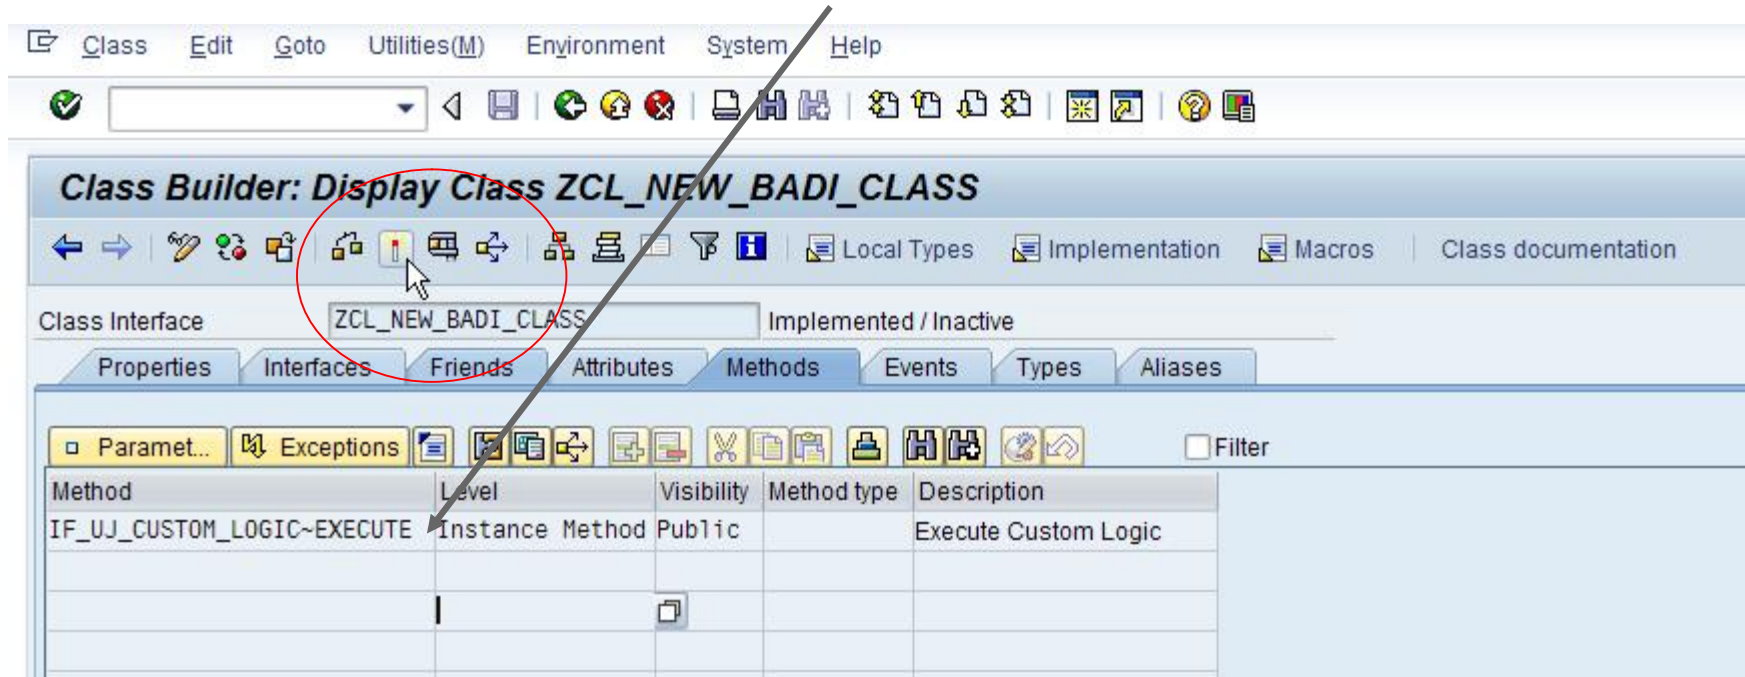 Class Edit Goto Utilities(M) Environment System Help
Class Builder: Display Class ZCL_NEW_BADI_CLASS
Local Types Implementation Macros Class documentation
Class Interface ZCL_NEW_BADI_CLASS Implemented / Inactive
Properties Interfaces Friends Attributes Methods Events Types Aliases
Paramet... Exceptions Filter
Method Level Visibility Method type Description
IF_UJ_CUSTOM_LOGIC~EXECUTE Instance Method Public Execute Custom Logic